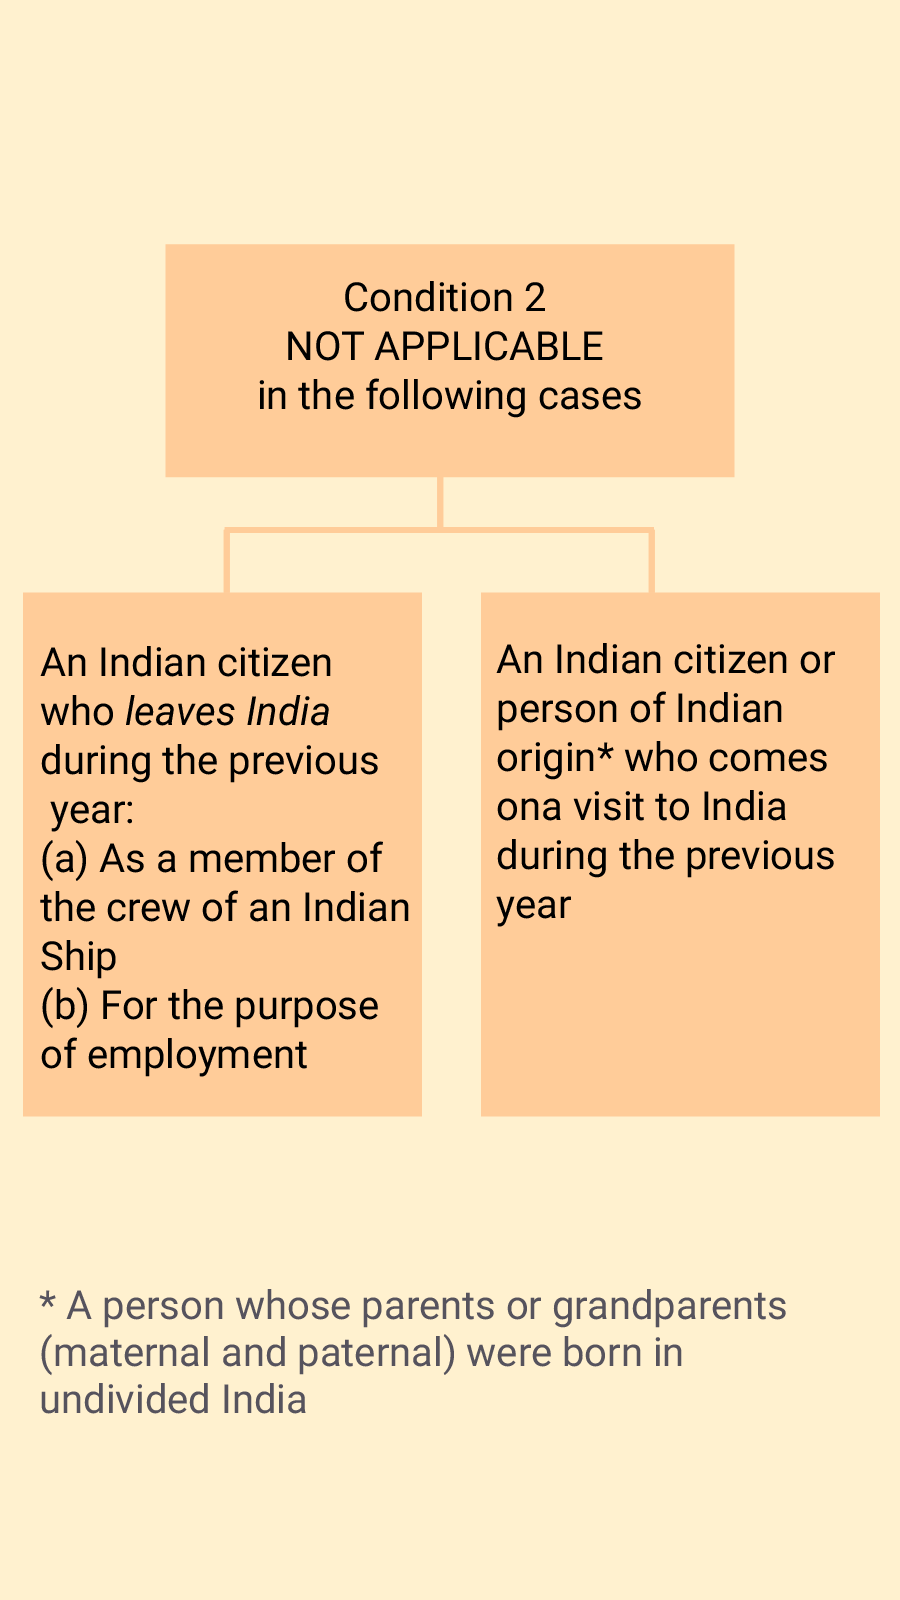 Condition 2
NOT APPLICABLE
in the following cases
An Indian citizen
who leaves India
during the previous
year:
(a) As a member of
the crew of an Indian
Ship
(b) For the purpose
of employment
An Indian citizen or
person of Indian
origin* who comes
ona visit to India
during the previous
year
* A person whose parents or grandparents
(maternal and paternal) were born in
undivided India